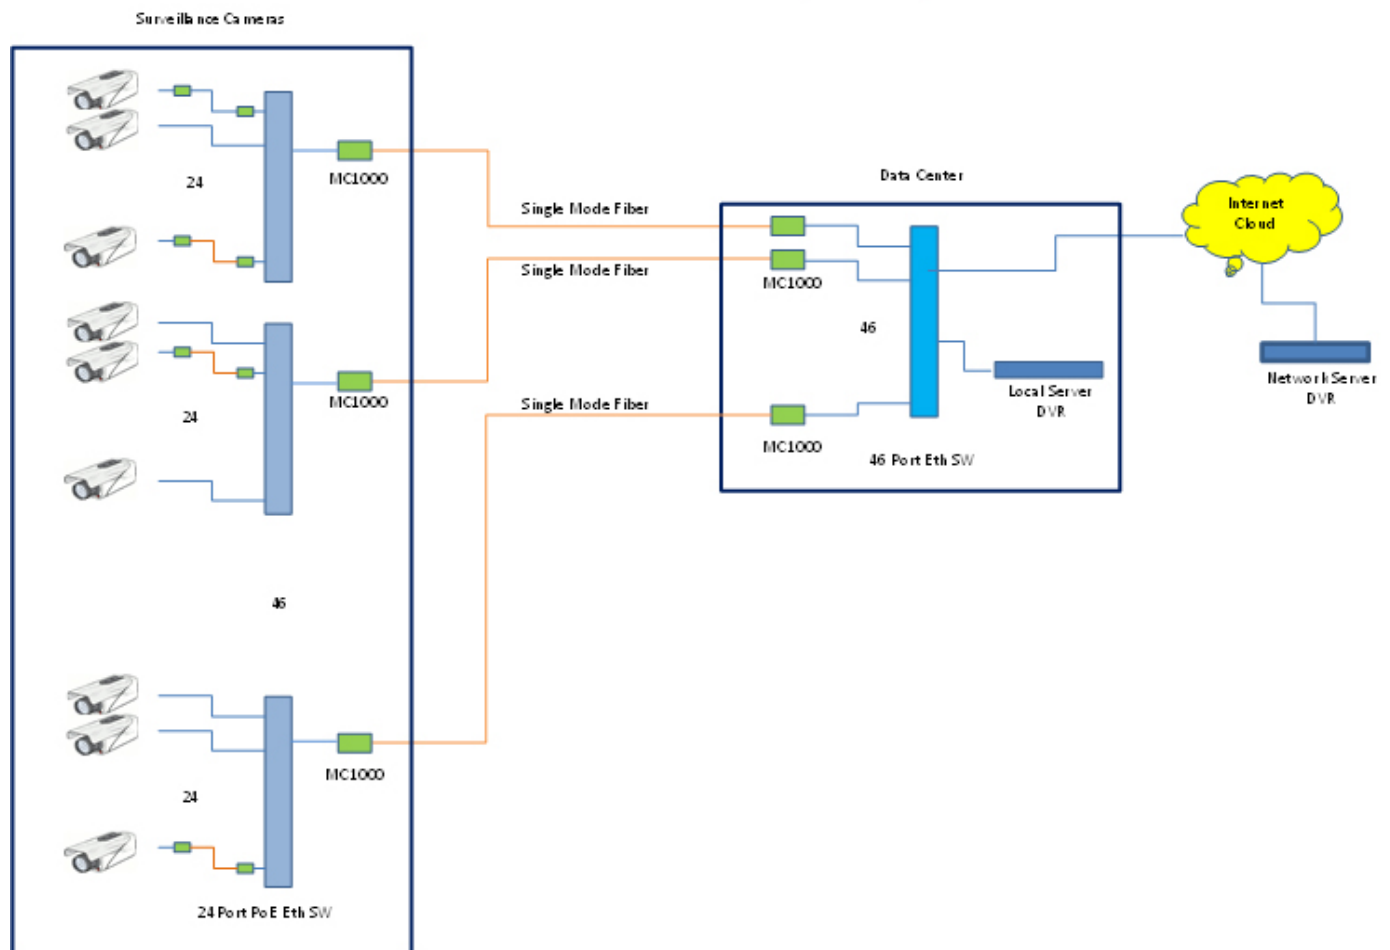 Surveillance Cameras
24
MC1000
Data Center
Single Mode Fiber
Internet
Cloud
Single Mode Fiber
MC1000
46
MC1000
24
Single Mode Fiber
Local Server
DVR
Network Server
DVR
MC1000
46 Port Eth SW
46
MC1000
24
24 Port PoE Eth SW